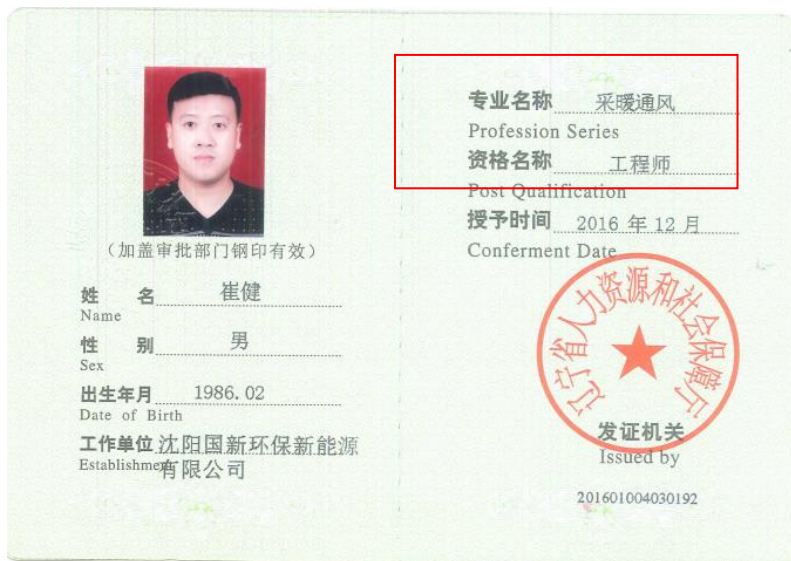 (加盖审批部门钢印有效)
姓 名 崔健
Name
性 别 男
Sex
出生年月 1986.02
Date of Birth
工作单位 沈阳国新环保新能源
Establishment 有限公司
专业名称 采暖通风
Profession Series
资格名称 工程师
Post Qualification
授予时间 2016 年 12 月
Conferment Date
辽宁省人力资源和社会保障厅
发证机关
Issued by
201601004030192